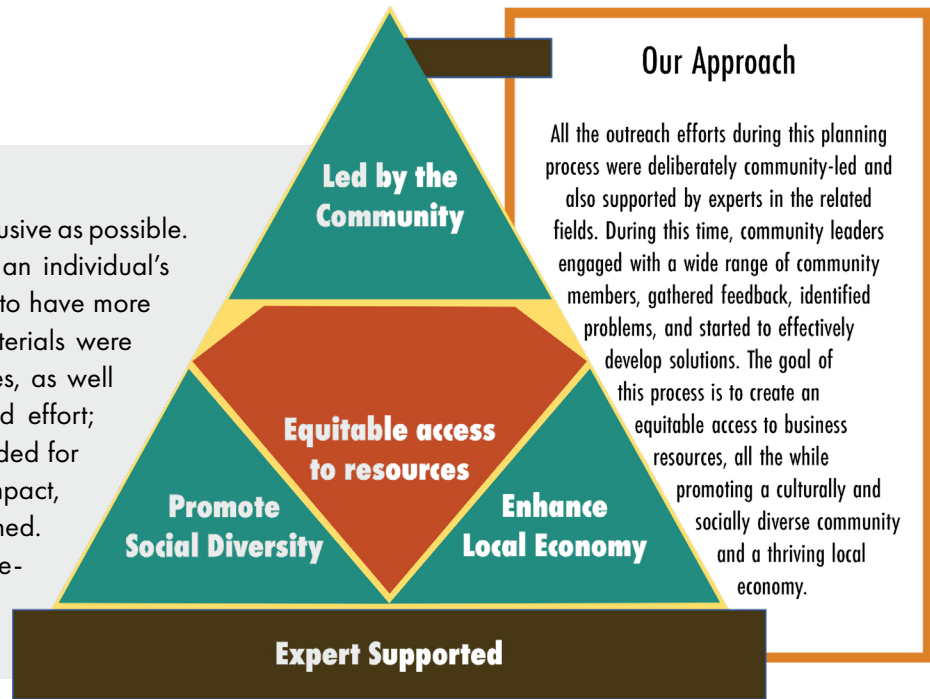 usive as possible.
an individual's
to have more
terials were
es, as well
d effort;
ded for
npact,
ned.
e-
Led by the
Community
Equitable access
to resources
Promote
Social Diversity
Enhance
Local Economy
Expert Supported
Our Approach
All the outreach efforts during this planning
process were deliberately community-led and
also supported by experts in the related
fields. During this time, community leaders
engaged with a wide range of community
members, gathered feedback, identified
problems, and started to effectively
develop solutions. The goal of
this process is to create an
equitable access to business
resources, all the while
promoting a culturally and
socially diverse community
and a thriving local
economy.